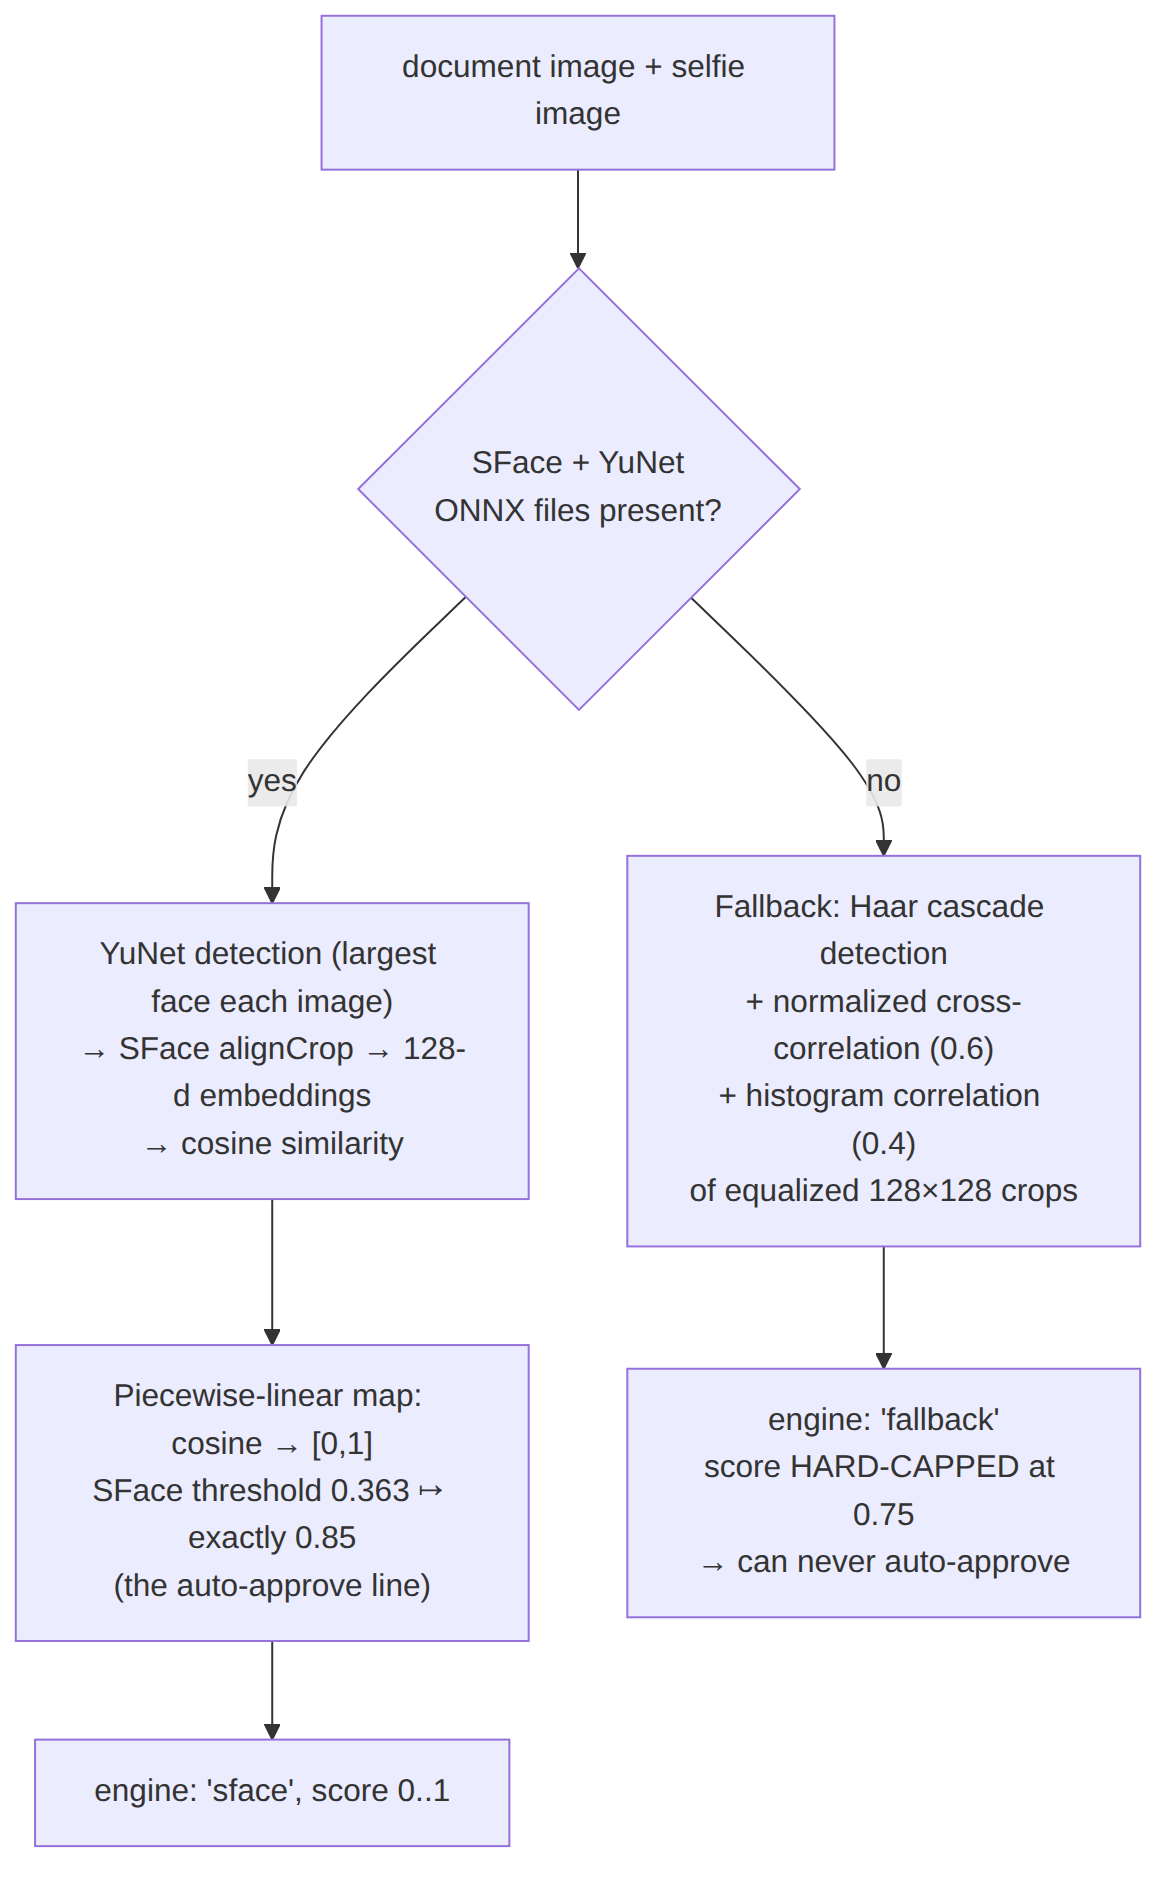 document image + selfie
image
SFace + YuNet
ONNX files present?
yes
no
YuNet detection (largest
face each image)
→ SFace alignCrop → 128-
d embeddings
→ cosine similarity
Fallback: Haar cascade
detection
+ normalized cross-
correlation (0.6)
+ histogram correlation
(0.4)
of equalized 128×128 crops
Piecewise-linear map:
cosine → [0,1]
SFace threshold 0.363 ↦
exactly 0.85
(the auto-approve line)
engine: 'fallback'
score HARD-CAPPED at
0.75
→ can never auto-approve
engine: 'sface', score 0..1